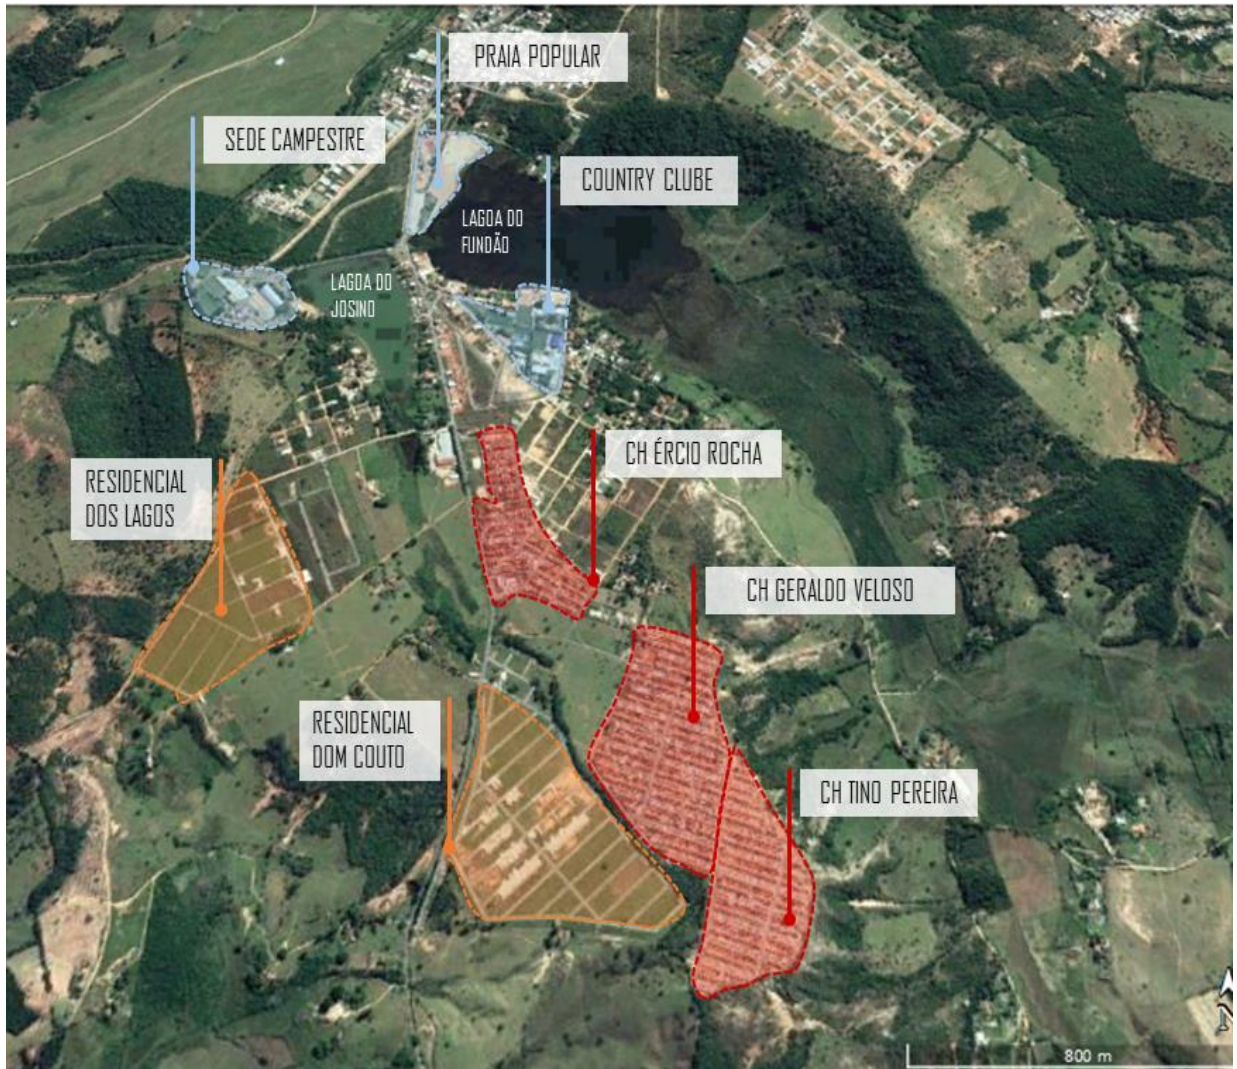 PRAIA POPULAR
SEDE CAMPESTRE
COUNTRY CLUBE
LAGOA DO
FUNDÃO
LAGOA DO
JOSINO
CH ÉRCIO ROCHA
RESIDENCIAL
DOS LAGOS
CH GERALDO VELOSO
RESIDENCIAL
DOM COUTO
CH TINO PEREIRA
N
800 m